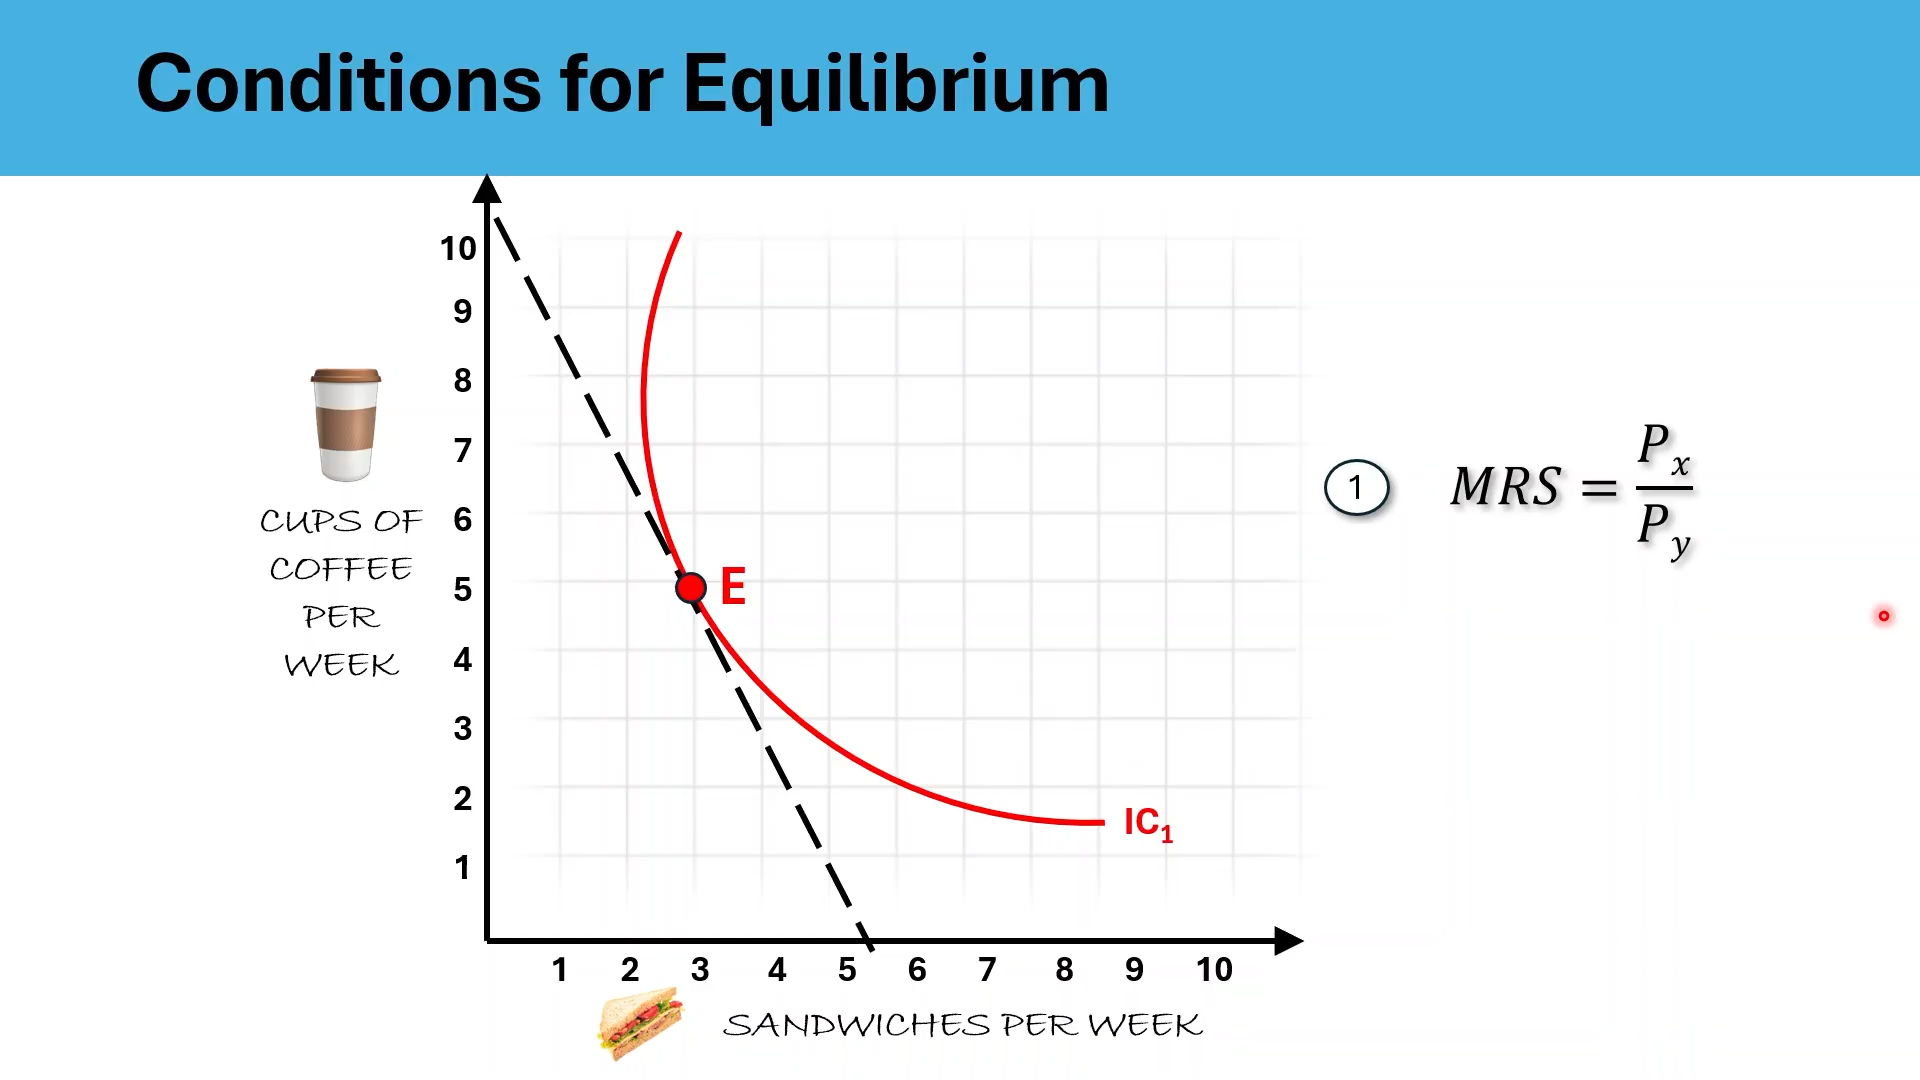 Conditions for Equilibrium
10
9
8
7
6
5
4
3
2
1
CUPS OF
COFFEE
PER
WEEK
E
IC₁
1 2 3 4 5 6 7 8 9 10
SANDWICHES PER WEEK
1
MRS = Pₓ / P_y